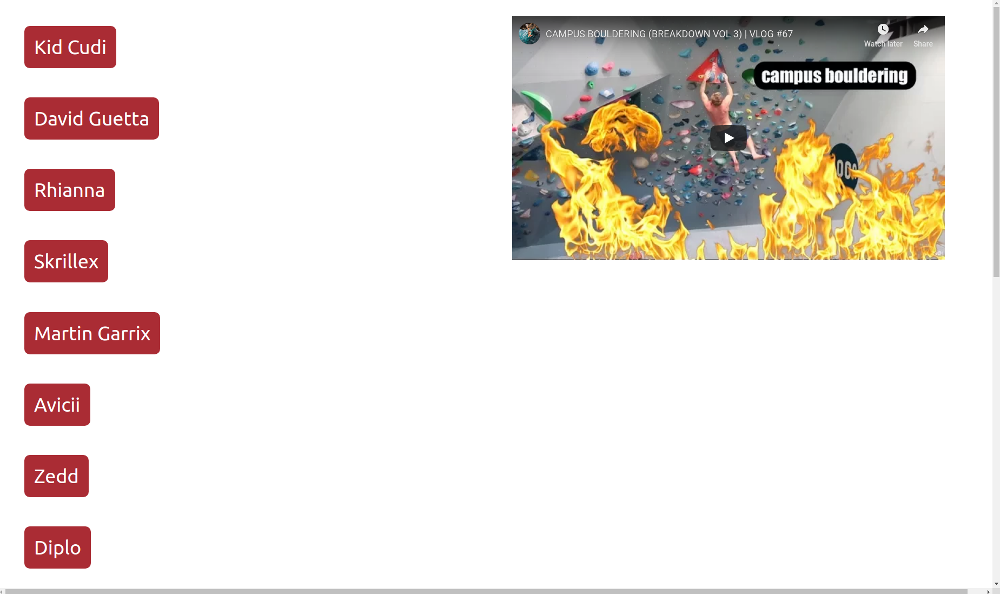 Kid Cudi
David Guetta
Rhianna
Skrillex
Martin Garrix
Avicii
Zedd
Diplo
CAMPUS BOULDERING (BREAKDOWN VOL 3) | VLOG #67
Watch later
Share
campus bouldering